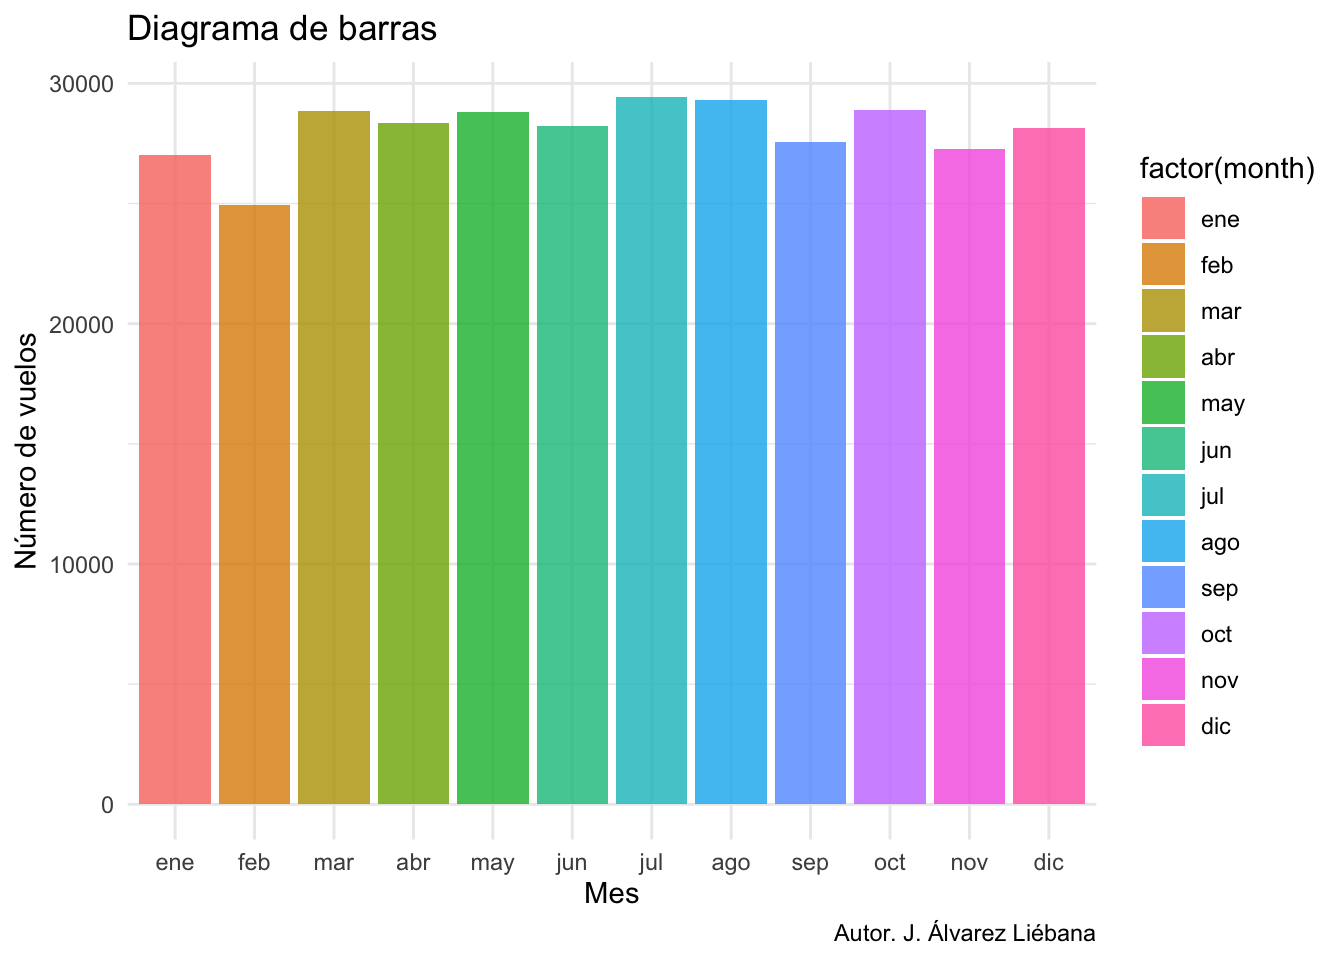 Diagrama de barras
30000
20000
10000
0
Número de vuelos
ene feb mar abr may jun jul ago sep oct nov dic
Mes
factor(month)
ene
feb
mar
abr
may
jun
jul
ago
sep
oct
nov
dic
Autor. J. Álvarez Liébana